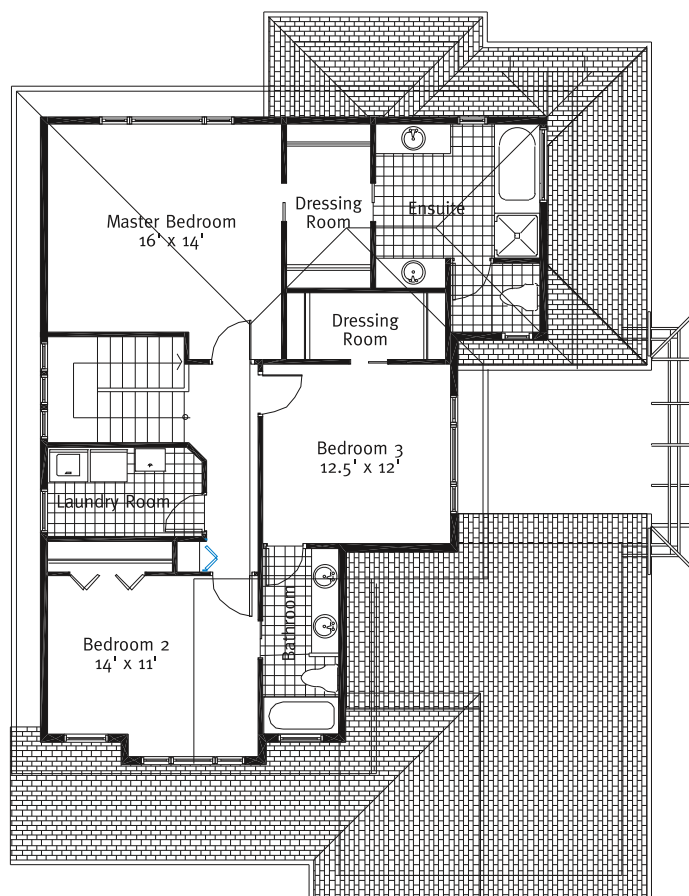 Master Bedroom
16' x 14'
Dressing
Room
Ensuite
Dressing
Room
Bedroom 3
12.5' x 12'
Laundry Room
Bedroom 2
14' x 11'
Bathroom